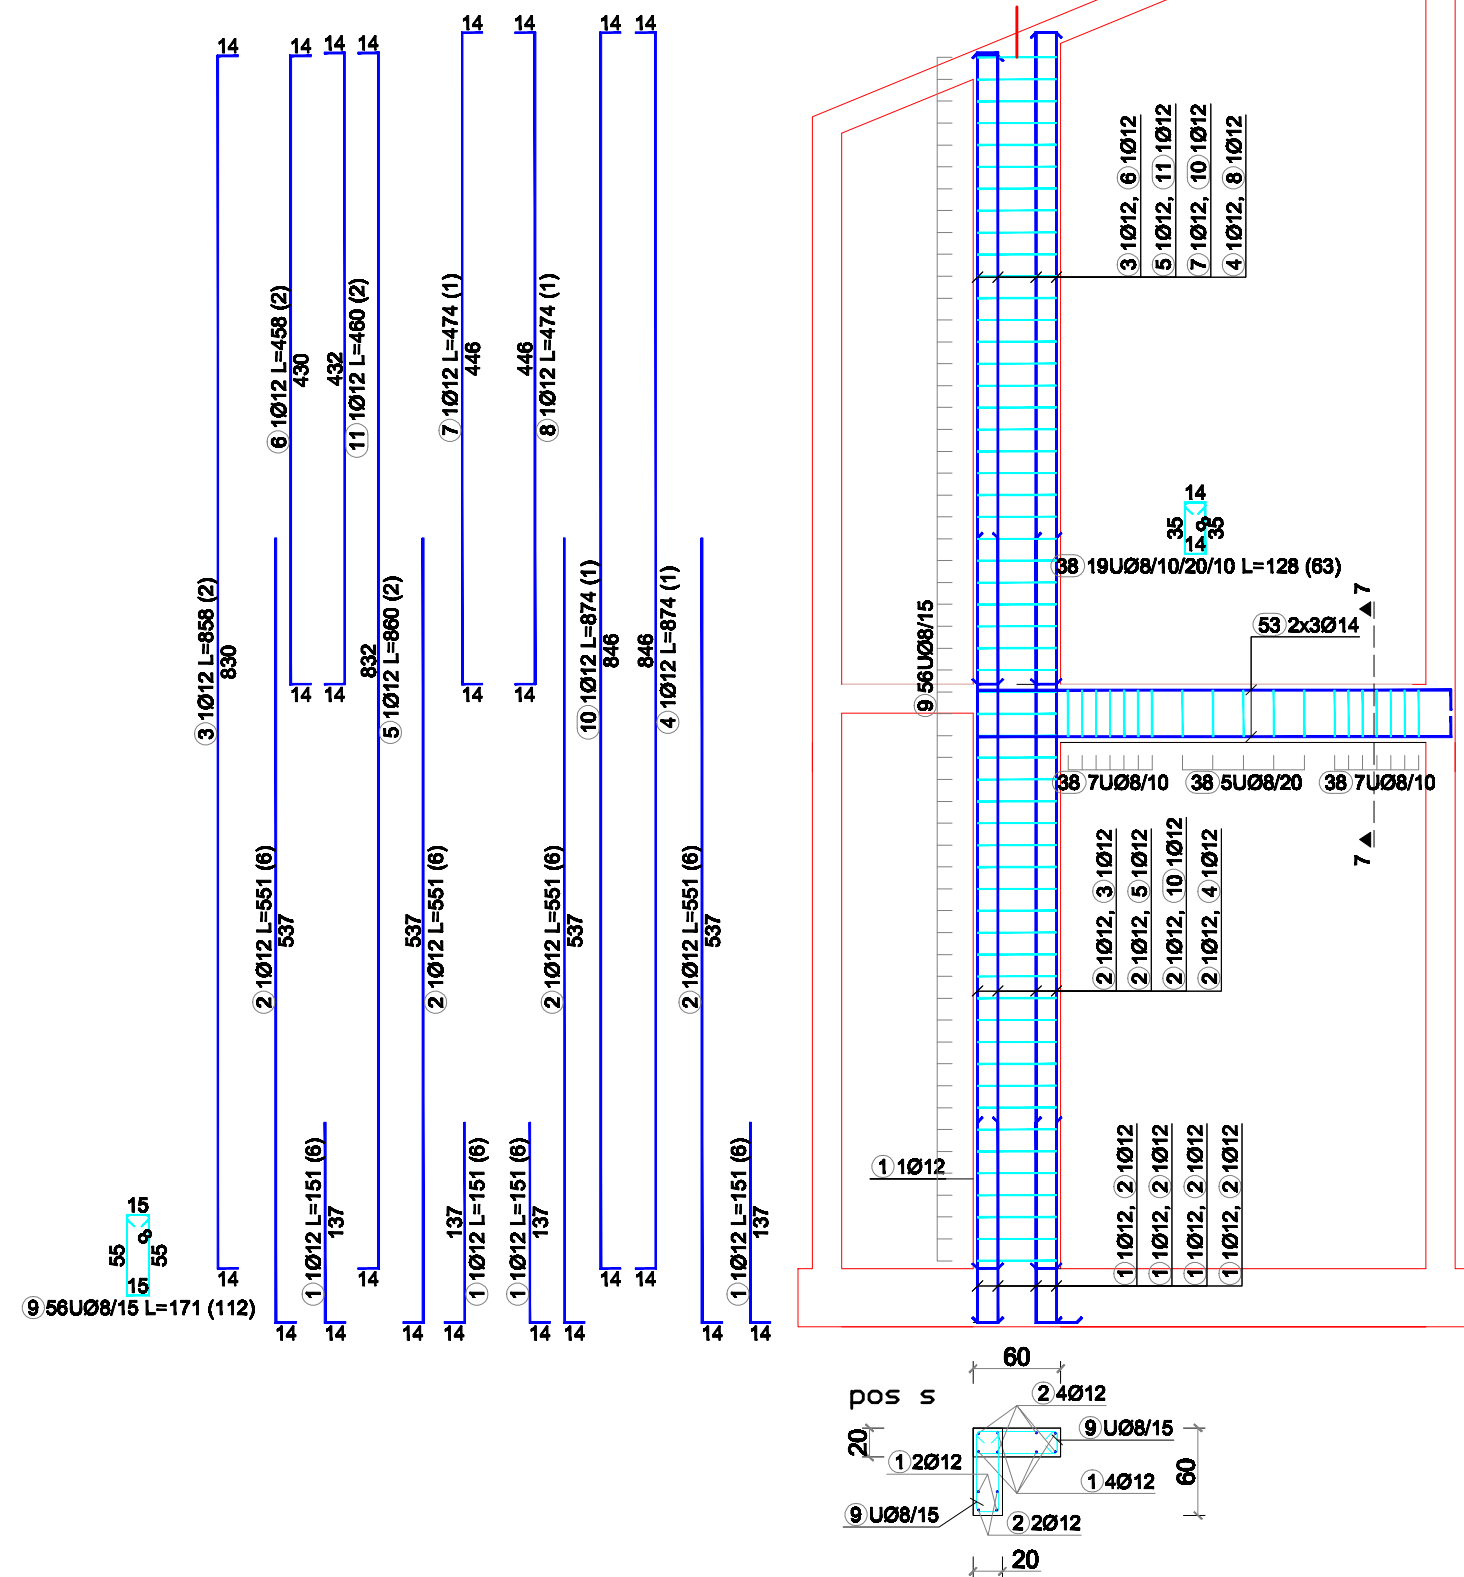 14
14
14
14
14
14
14
14
6 1Ø12 L=458 (2)
430
432
11 1Ø12 L=460 (2)
7 1Ø12 L=474 (1)
446
446
8 1Ø12 L=474 (1)
3 1Ø12 L=858 (2)
830
832
5 1Ø12 L=860 (2)
10 1Ø12 L=874 (1)
846
846
4 1Ø12 L=874 (1)
14
14
14
14
2 1Ø12 L=551 (6)
537
537
2 1Ø12 L=551 (6)
2 1Ø12 L=551 (6)
537
2 1Ø12 L=551 (6)
537
1 1Ø12 L=151 (6)
137
137
1 1Ø12 L=151 (6)
1 1Ø12 L=151 (6)
137
1 1Ø12 L=151 (6)
137
14
14
14
14
14
14
14
14
14
14
14
14
15
55
8
55
15
9 56UØ8/15 L=171 (112)
3 1Ø12, 6 1Ø12
5 1Ø12, 11 1Ø12
7 1Ø12, 10 1Ø12
4 1Ø12, 8 1Ø12
14
35
8
35
14
38 19UØ8/10/20/10 L=128 (63)
9 56UØ8/15
7
53 2x3Ø14
38 7UØ8/10
38 5UØ8/20
38 7UØ8/10
7
2 1Ø12, 3 1Ø12
2 1Ø12, 5 1Ø12
2 1Ø12, 10 1Ø12
2 1Ø12, 4 1Ø12
1 1Ø12
1 1Ø12, 2 1Ø12
1 1Ø12, 2 1Ø12
1 1Ø12, 2 1Ø12
1 1Ø12, 2 1Ø12
60
pos s
2 4Ø12
9 UØ8/15
20
1 2Ø12
60
1 4Ø12
9 UØ8/15
2 2Ø12
20